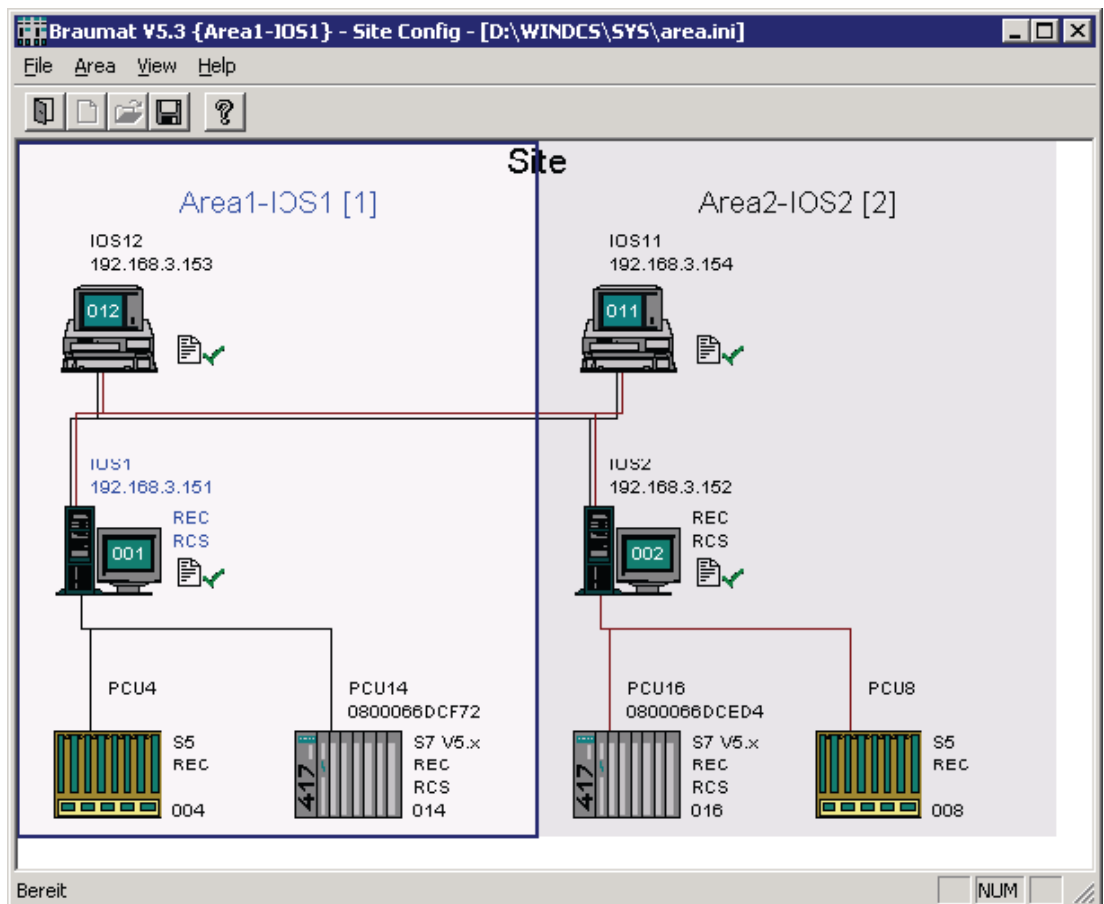 Braumat V5.3 {Area1-IOS1} - Site Config - [D:\WINDCS\SYS\area.ini]
File Area View Help
Site
Area1-IOS1 [1]
Area2-IOS2 [2]
IOS12
192.168.3.153
012
IOS11
192.168.3.154
011
IOS1
192.168.3.151
REC
RCS
001
IOS2
192.168.3.152
REC
RCS
002
PCU4
S5
REC
004
PCU14
0800066DCF72
417
S7 V5.x
REC
RCS
014
PCU16
0800066DCED4
417
S7 V5.x
REC
RCS
016
PCU8
S5
REC
008
Bereit
NUM